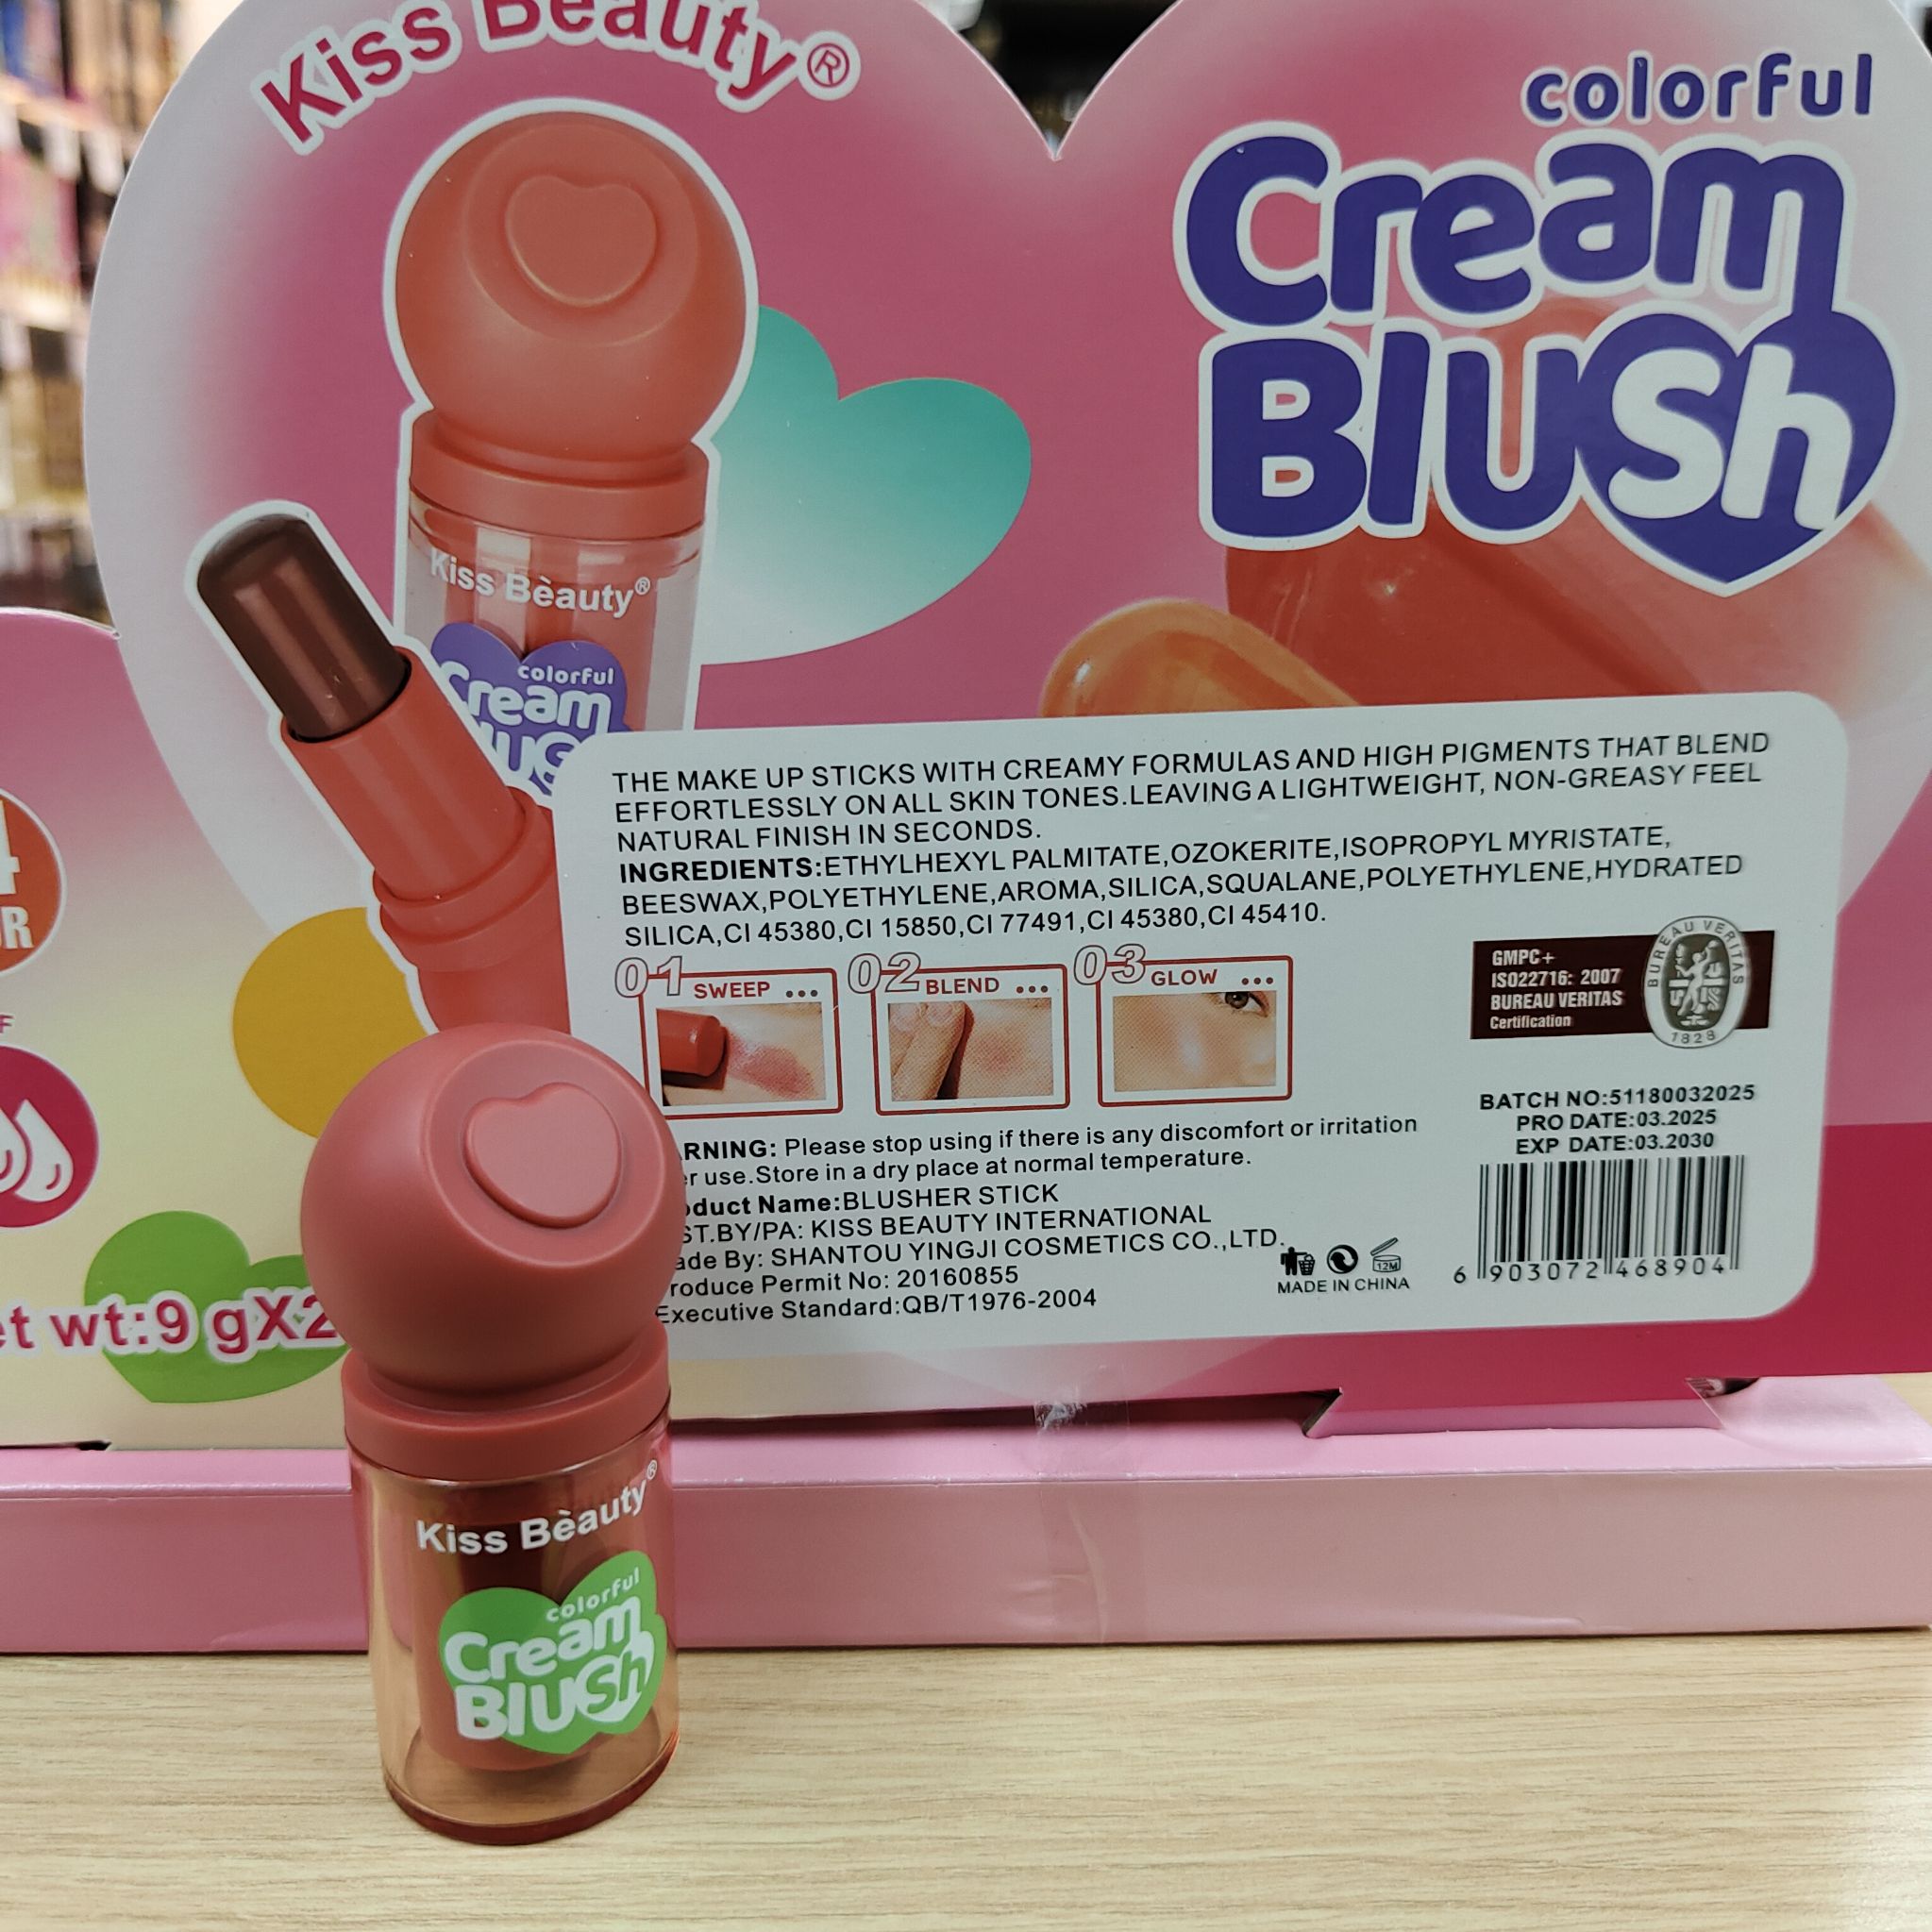 Kiss Beauty®
colorful
Cream
BLUSh
Kiss Bèauty®
colorful
Cream
THE MAKE UP STICKS WITH CREAMY FORMULAS AND HIGH PIGMENTS THAT BLEND
EFFORTLESSLY ON ALL SKIN TONES.LEAVING A LIGHTWEIGHT, NON-GREASY FEEL
NATURAL FINISH IN SECONDS.
INGREDIENTS:ETHYLHEXYL PALMITATE,OZOKERITE,ISOPROPYL MYRISTATE,
BEESWAX,POLYETHYLENE,AROMA,SILICA,SQUALANE,POLYETHYLENE,HYDRATED
SILICA,CI 45380,CI 15850,CI 77491,CI 45380,CI 45410.
01 SWEEP ...
02 BLEND ...
03 GLOW ...
GMPC+
ISO22716: 2007
BUREAU VERITAS
Certification
BUREAU VERITAS
1828
BATCH NO:51180032025
PRO DATE:03.2025
EXP DATE:03.2030
6 903072 468904
Please stop using if there is any discomfort or irritation
use.Store in a dry place at normal temperature.
Name:BLUSHER STICK
KISS BEAUTY INTERNATIONAL
By: SHANTOU YINGJI COSMETICS CO.,LTD.
Permit No: 20160855
Executive Standard:QB/T1976-2004
12M
MADE IN CHINA
wt:9 gX2
Kiss Bèauty®
colorful
Cream
BLUSh